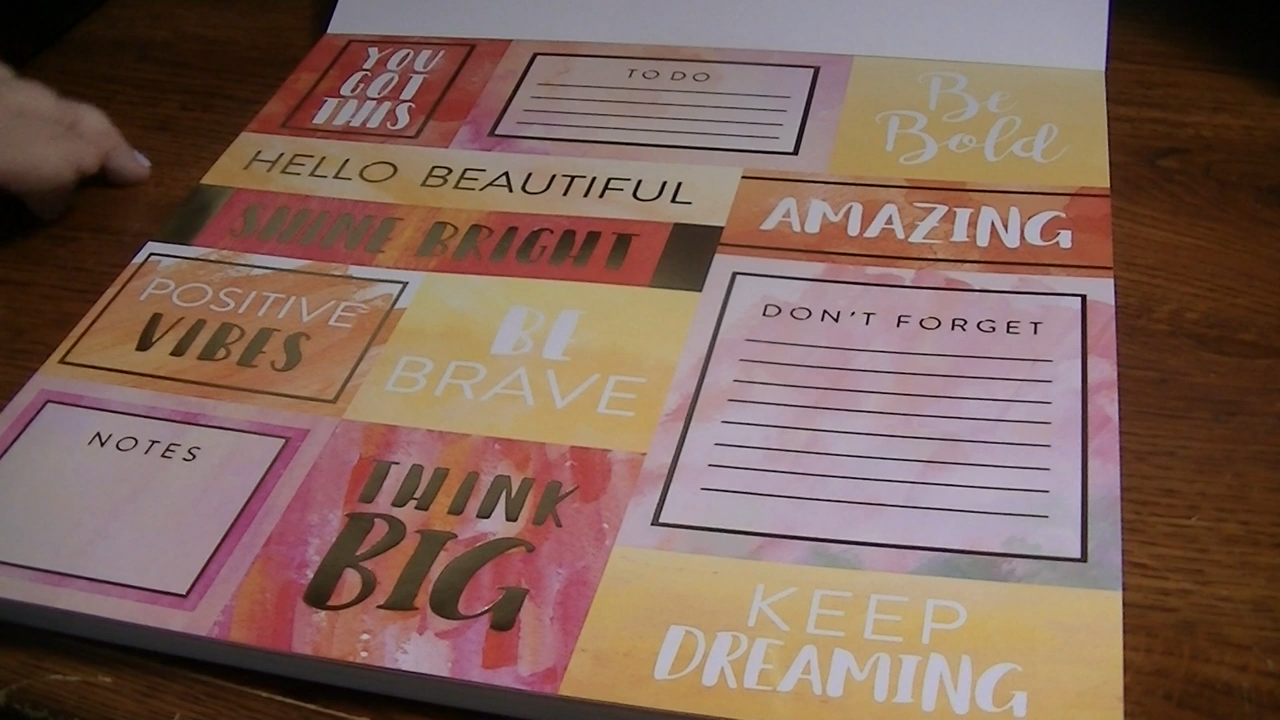 YOU
GOT
THIS
TO DO
Be
Bold
HELLO BEAUTIFUL
AMAZING
SHINE BRIGHT
POSITIVE
VIBES
BE
BRAVE
DON'T FORGET
NOTES
THINK
BIG
KEEP
DREAMING